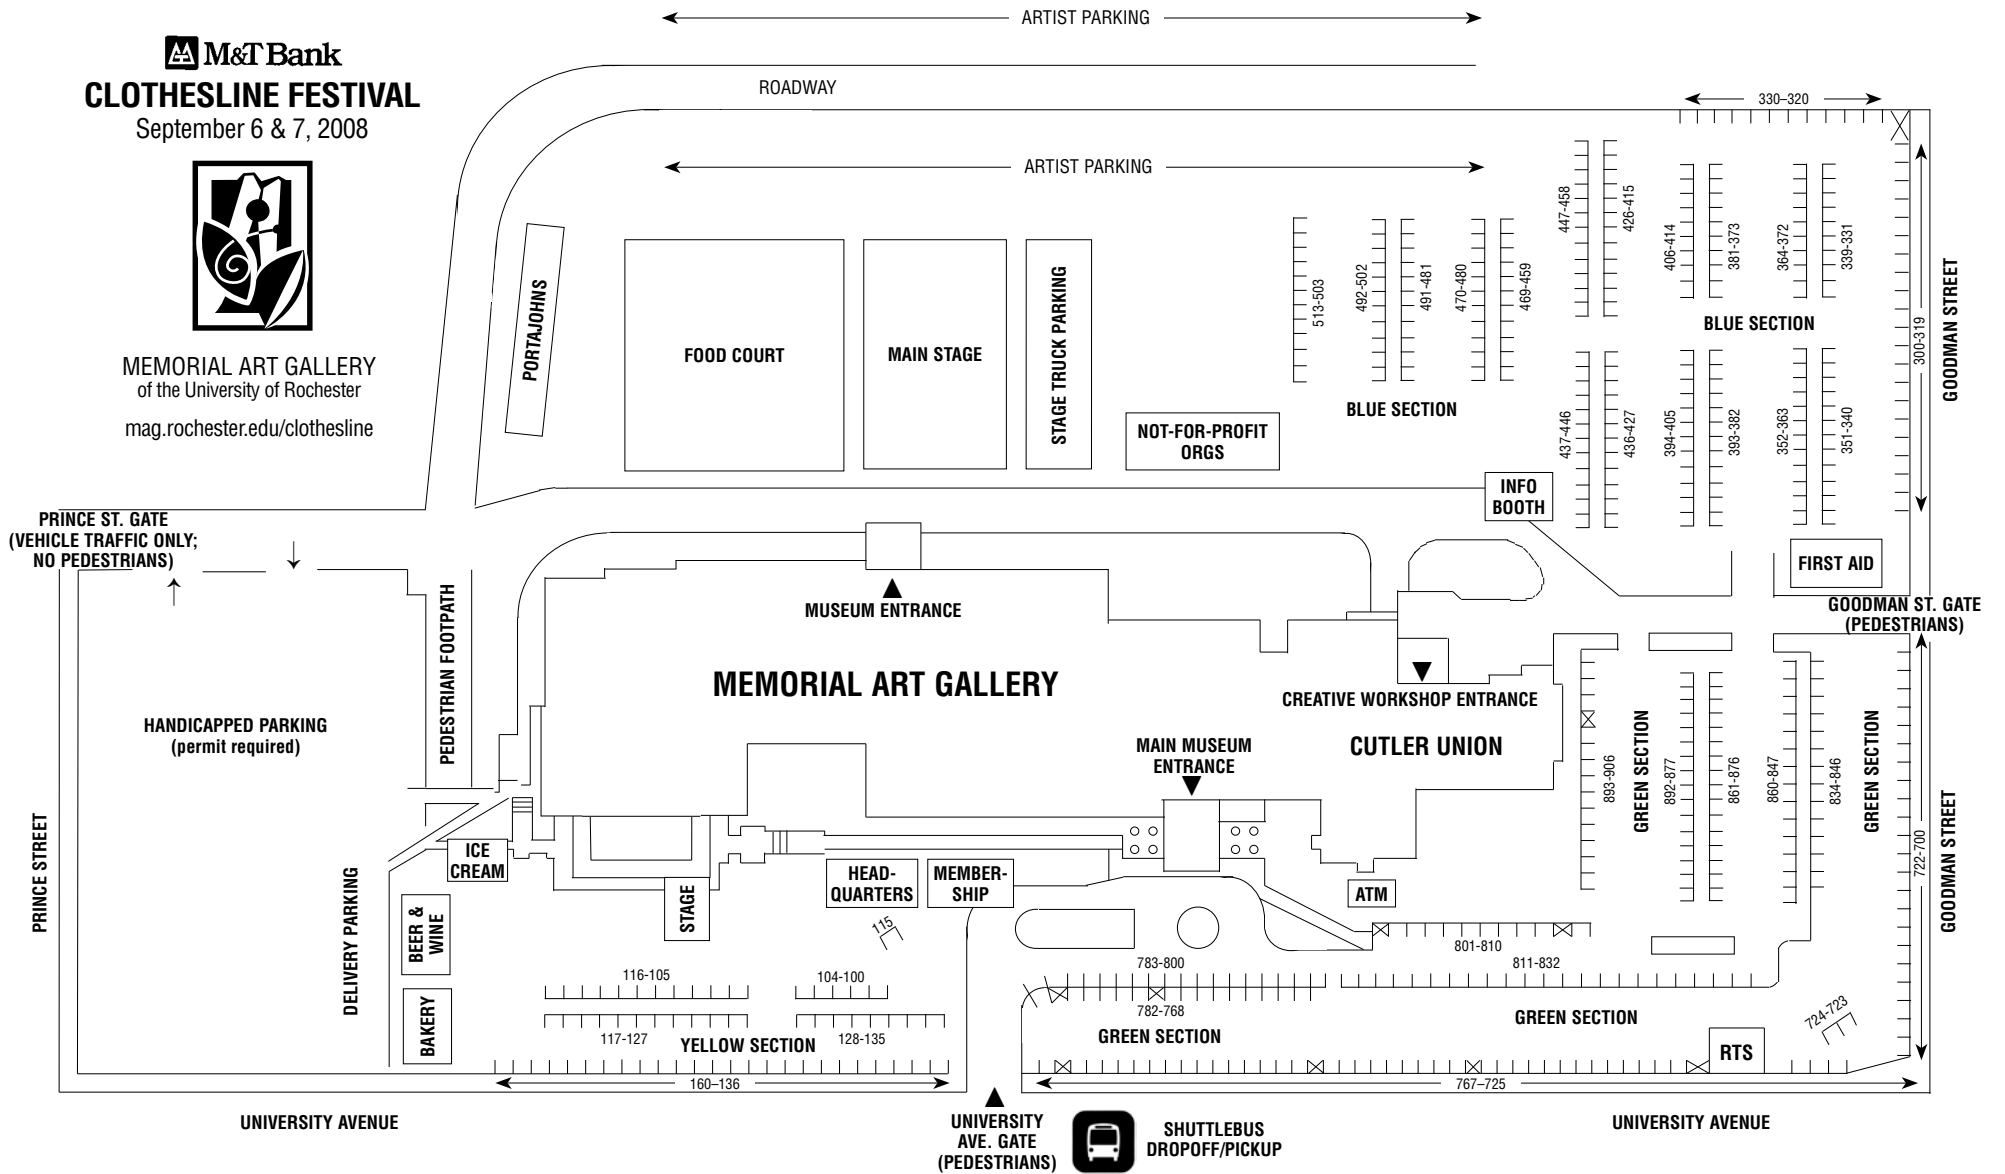 ARTIST PARKING
M&T Bank
CLOTHESLINE FESTIVAL
September 6 & 7, 2008
ROADWAY
330–320
ARTIST PARKING
MEMORIAL ART GALLERY
of the University of Rochester
mag.rochester.edu/clothesline
PORTAJOHNS
FOOD COURT
MAIN STAGE
STAGE TRUCK PARKING
NOT-FOR-PROFIT
ORGS
513-503
492-502
491-481
470-480
469-459
BLUE SECTION
447-458
426-415
406-414
381-373
364-372
339-331
BLUE SECTION
300-319
GOODMAN STREET
437-446
436-427
394-405
393-382
352-363
351-340
INFO
BOOTH
FIRST AID
PRINCE ST. GATE
(VEHICLE TRAFFIC ONLY;
NO PEDESTRIANS)
GOODMAN ST. GATE
(PEDESTRIANS)
PEDESTRIAN FOOTPATH
MUSEUM ENTRANCE
MEMORIAL ART GALLERY
CREATIVE WORKSHOP ENTRANCE
CUTLER UNION
MAIN MUSEUM
ENTRANCE
HANDICAPPED PARKING
(permit required)
893-906
GREEN SECTION
892-877
861-876
860-847
834-846
GREEN SECTION
722-700
GOODMAN STREET
PRINCE STREET
DELIVERY PARKING
ICE
CREAM
BEER &
WINE
BAKERY
STAGE
HEAD-
QUARTERS
MEMBER-
SHIP
115
ATM
801-810
116-105
104-100
783-800
811-832
117-127
128-135
YELLOW SECTION
782-768
GREEN SECTION
GREEN SECTION
724-723
RTS
160–136
767–725
UNIVERSITY AVENUE
UNIVERSITY
AVE. GATE
(PEDESTRIANS)
SHUTTLEBUS
DROPOFF/PICKUP
UNIVERSITY AVENUE